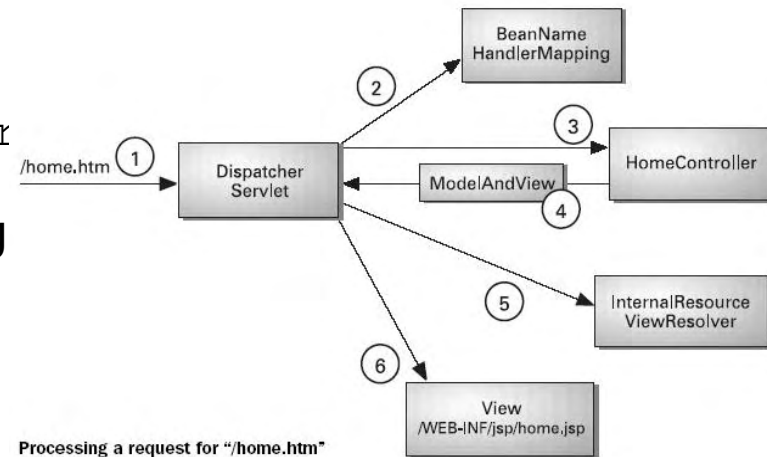 BeanName
HandlerMapping
2
3
/home.htm
1
Dispatcher
Servlet
HomeController
ModelAndView
4
5
InternalResource
ViewResolver
6
View
/WEB-INF/jsp/home.jsp
Processing a request for "/home.htm"